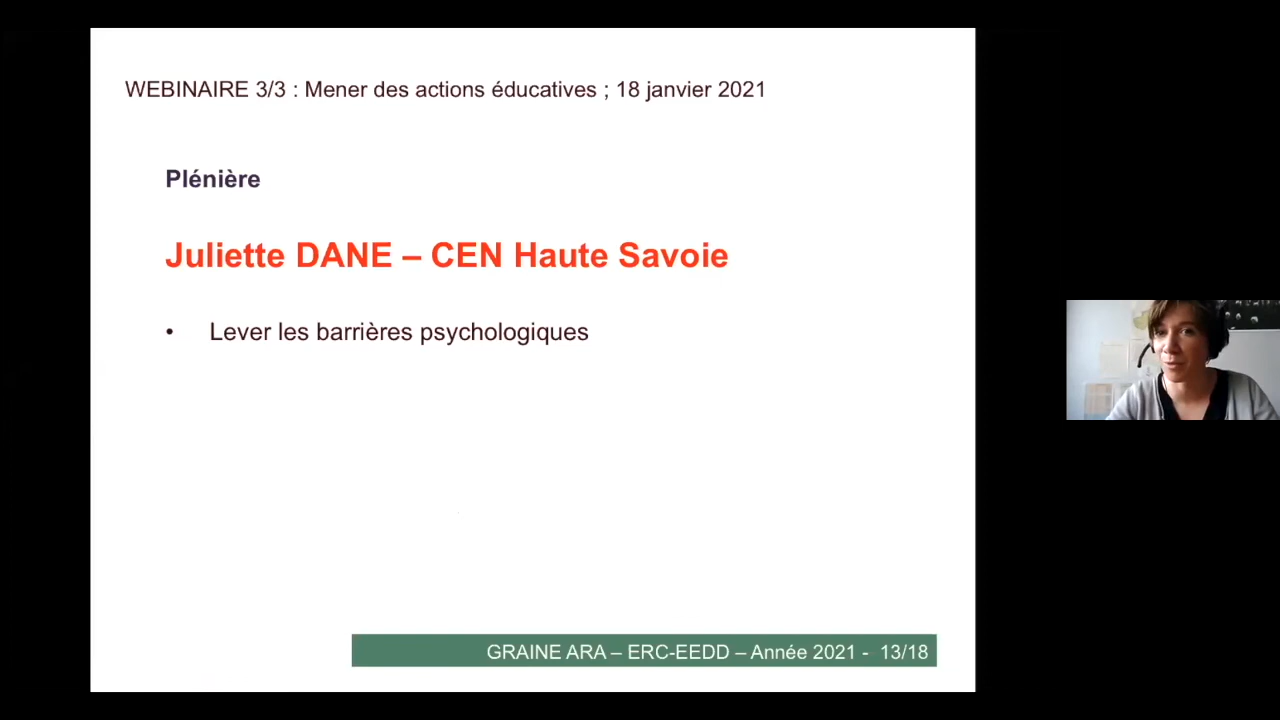 WEBINAIRE 3/3 : Mener des actions éducatives ; 18 janvier 2021
Plénière
Juliette DANE – CEN Haute Savoie
• Lever les barrières psychologiques
GRAINE ARA – ERC-EEDD – Année 2021 - 13/18